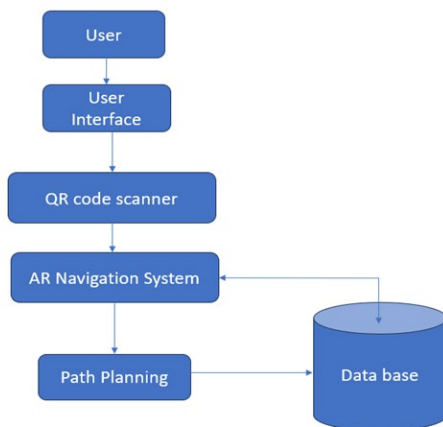 User
User
Interface
QR code scanner
AR Navigation System
Path Planning
Data base